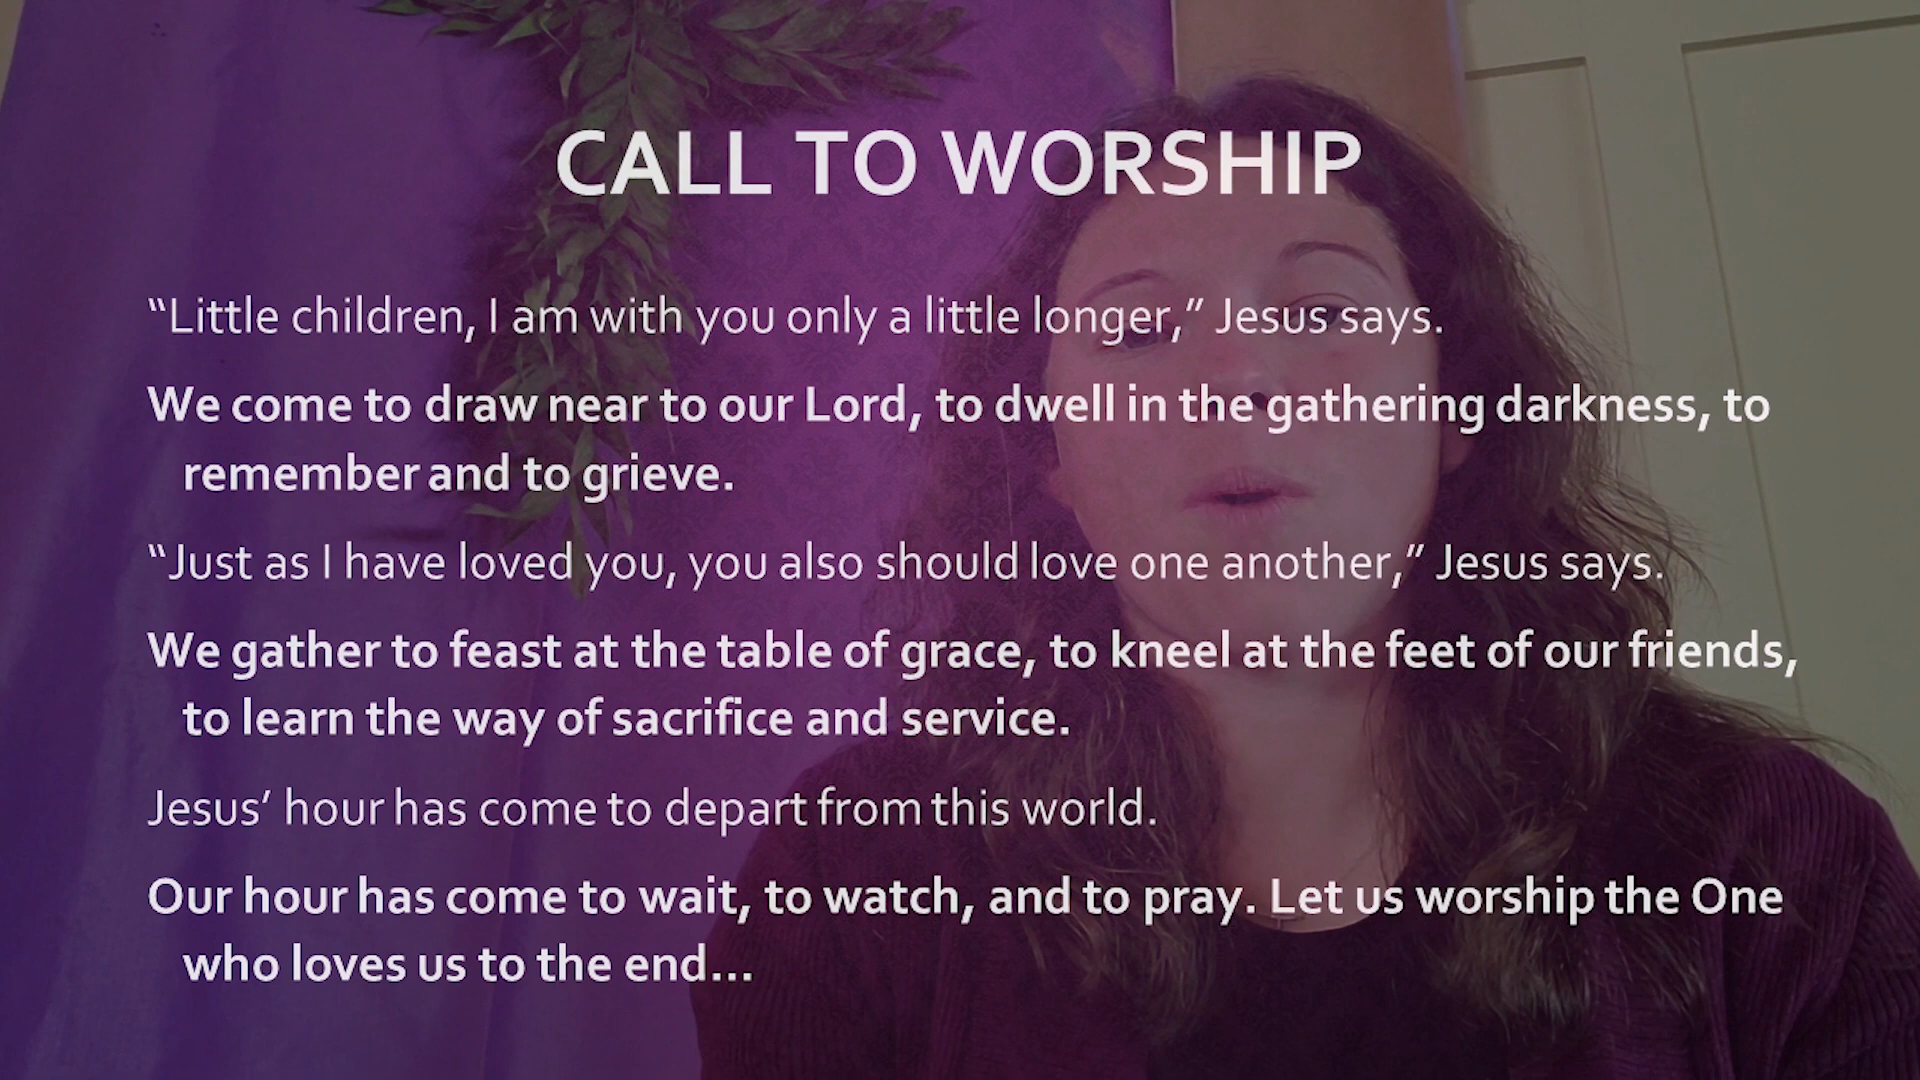 CALL TO WORSHIP
“Little children, I am with you only a little longer,” Jesus says.
We come to draw near to our Lord, to dwell in the gathering darkness, to
remember and to grieve.
“Just as I have loved you, you also should love one another,” Jesus says.
We gather to feast at the table of grace, to kneel at the feet of our friends,
to learn the way of sacrifice and service.
Jesus’ hour has come to depart from this world.
Our hour has come to wait, to watch, and to pray. Let us worship the One
who loves us to the end…